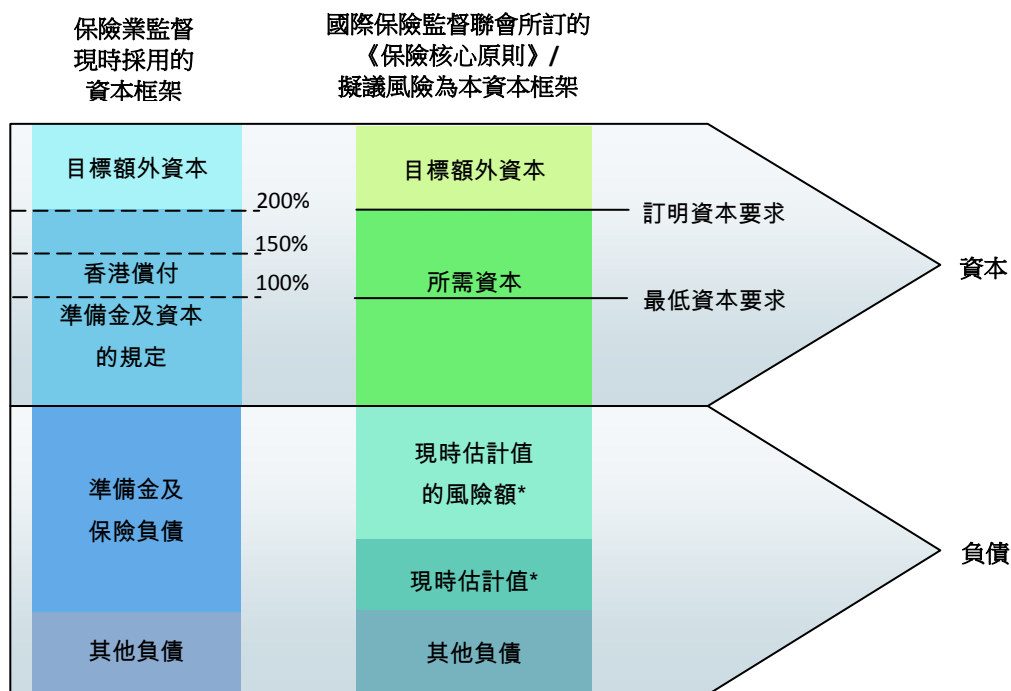 保險業監督
現時採用的
資本框架
國際保險監督聯會所訂的
《保險核心原則》/
擬議風險為本資本框架
目標額外資本
200%
150%
香港償付
100%
準備金及資本
的規定
目標額外資本
訂明資本要求
所需資本
最低資本要求
資本
準備金及
保險負債
其他負債
現時估計值
的風險額*
現時估計值*
其他負債
負債